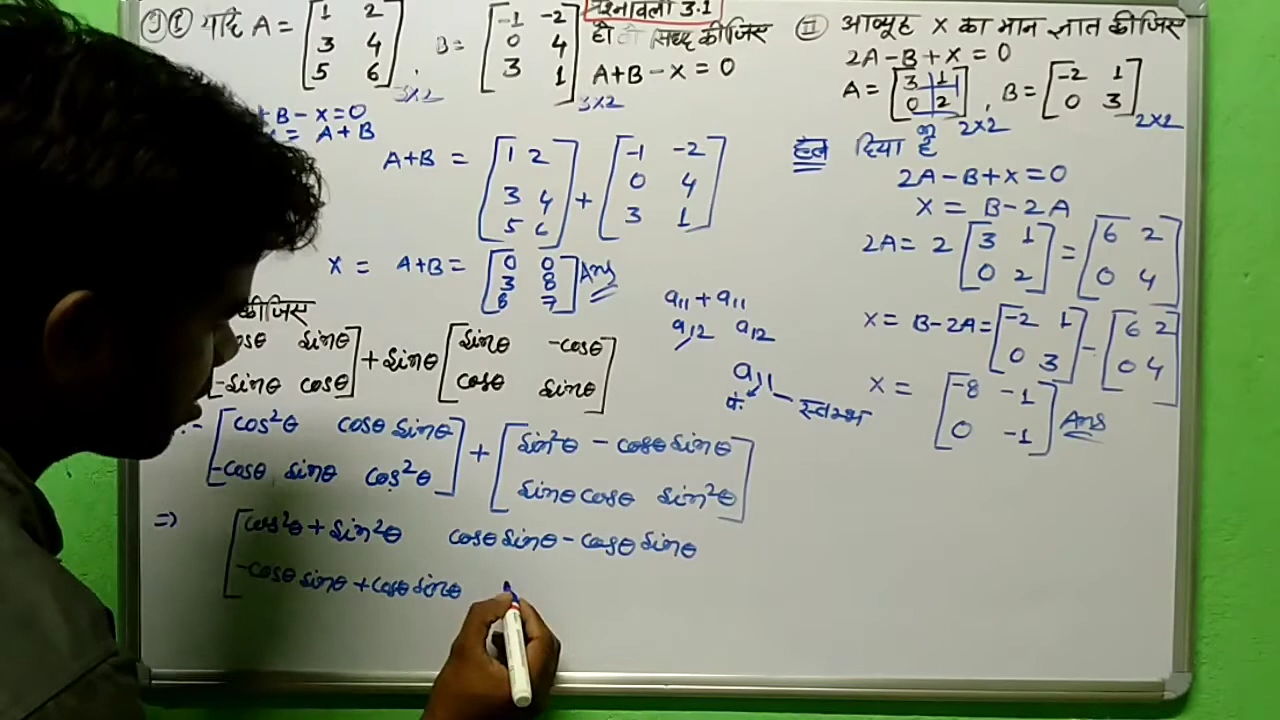 यदि A = [1 2 3 4 5 6] 3×2 , B = [-1 -2 0 4 3 1] 3×2 हो तो सिद्ध कीजिए
प्रश्नावली 3.1
A+B-x=0
+B-x=0
= A+B
A+B = [1 2 3 4 5 6] + [-1 -2 0 4 3 1]
x = A+B = [0 0 3 8 8 7] Ans
a11 + a11
a12 a12
a11
पं. स्तम्भ
कीजिए
cosθ sinθ -sinθ cosθ] + sinθ [sinθ -cosθ cosθ sinθ]
[cos²θ cosθ sinθ -cosθ sinθ cos²θ] + [sin²θ -cosθ sinθ sinθ cosθ sin²θ]
⇒ [cos²θ + sin²θ cosθ sinθ - cosθ sinθ
-cosθ sinθ + cosθ sinθ
II आव्यूह X का मान ज्ञात कीजिए
2A-B+x=0
A = [3 1 0 2] 2×2 , B = [-2 1 0 3] 2×2
हल दिया है
2A-B+x=0
x = B-2A
2A = 2 [3 1 0 2] = [6 2 0 4]
x = B-2A = [-2 1 0 3] - [6 2 0 4]
x = [-8 -1 0 -1] Ans